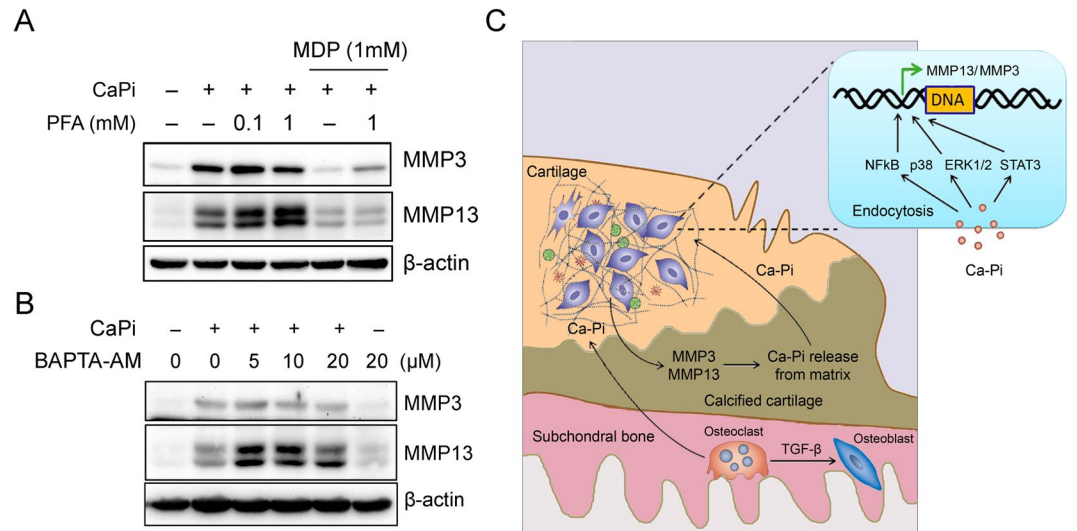 A
MDP (1mM)
CaPi – + + + + +
PFA (mM) – – 0.1 1 – 1
MMP3
MMP13
β-actin
B
CaPi – + + + + –
BAPTA-AM 0 0 5 10 20 20 (μM)
MMP3
MMP13
β-actin
C
MMP13/MMP3
DNA
NFkB p38 ERK1/2 STAT3
Endocytosis
Ca-Pi
Cartilage
Ca-Pi
Ca-Pi
MMP3
MMP13
Ca-Pi release
from matrix
Calcified cartilage
Subchondral bone
Osteoclast
TGF-β
Osteoblast